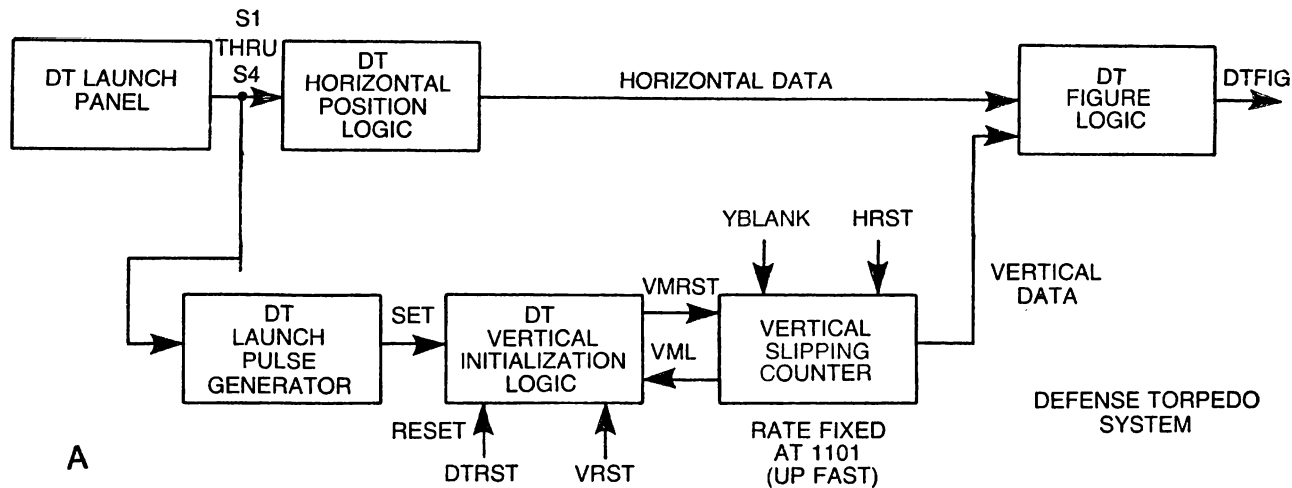 S1
THRU
S4
DT LAUNCH
PANEL
DT
HORIZONTAL
POSITION
LOGIC
HORIZONTAL DATA
DT
FIGURE
LOGIC
DTFIG
YBLANK
HRST
VERTICAL
DATA
DT
LAUNCH
PULSE
GENERATOR
SET
DT
VERTICAL
INITIALIZATION
LOGIC
VMRST
VML
VERTICAL
SLIPPING
COUNTER
RESET
DTRST
VRST
RATE FIXED
AT 1101
(UP FAST)
DEFENSE TORPEDO
SYSTEM
A